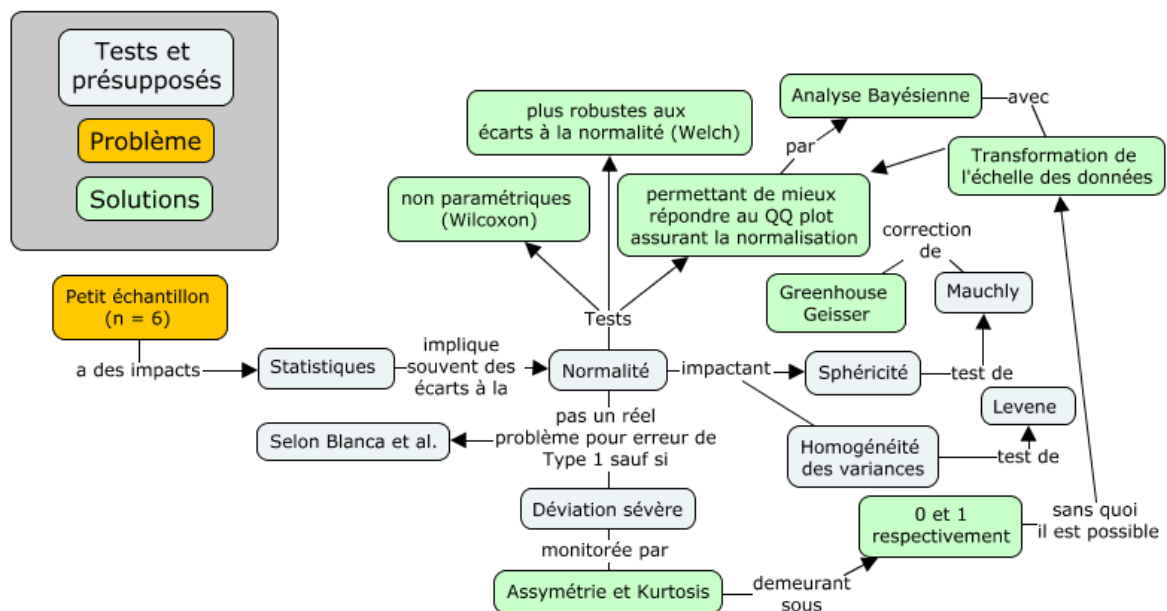 Tests et
présupposés
Problème
Solutions
plus robustes aux
écarts à la normalité (Welch)
Analyse Bayésienne
avec
par
Transformation de
l'échelle des données
non paramétriques
(Wilcoxon)
permettant de mieux
répondre au QQ plot
assurant la normalisation
correction
de
Greenhouse
Geisser
Mauchly
Petit échantillon
(n = 6)
a des impacts
Statistiques
implique
souvent des
écarts à la
Tests
Normalité
impactant
Sphéricité
test de
Levene
Selon Blanca et al.
pas un réel
problème pour erreur de
Type 1 sauf si
Homogénéité
des variances
test de
Déviation sévère
0 et 1
respectivement
sans quoi
il est possible
monitorée par
Assymétrie et Kurtosis
demeurant
sous